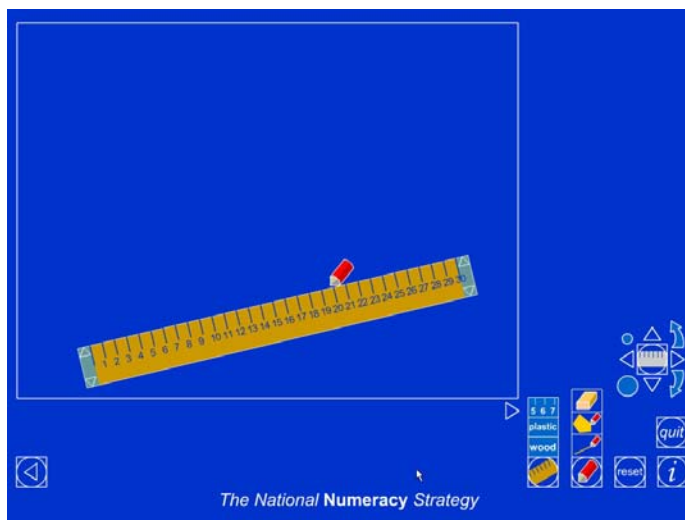 1 2 3 4 5 6 7 8 9 10 11 12 13 14 15 16 17 18 19 20 21 22 23 24 25 26 27 28 29 30
5 6 7
plastic
wood
quit
reset
i
The National Numeracy Strategy